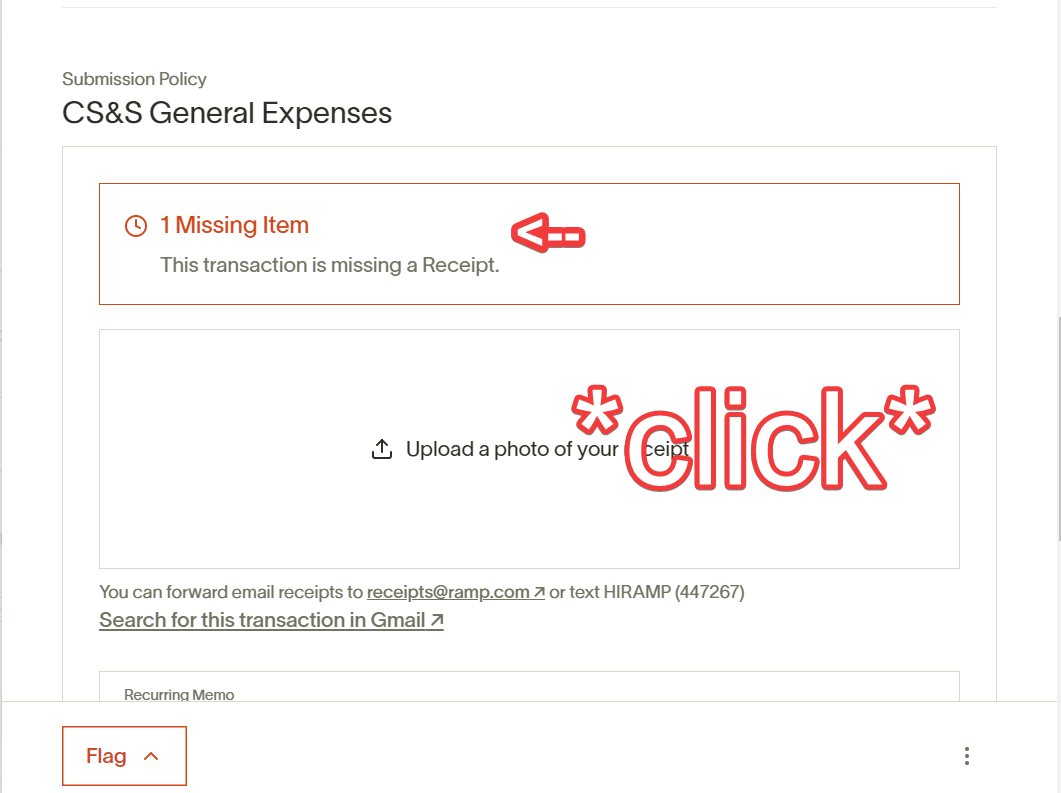 Submission Policy
CS&S General Expenses
1 Missing Item
This transaction is missing a Receipt.
*click*
Upload a photo of your receipt
You can forward email receipts to receipts@ramp.com ↗ or text HIRAMP (447267)
Search for this transaction in Gmail ↗
Recurring Memo
Flag